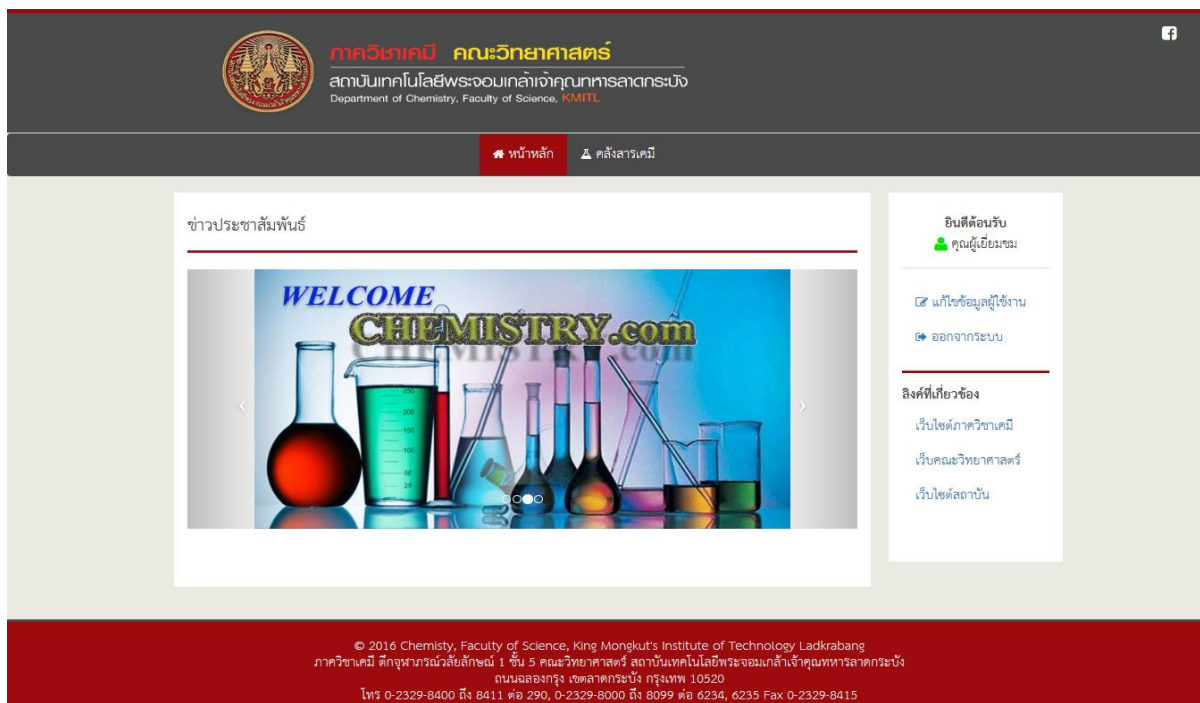 ภาควิชาเคมี คณะวิทยาศาสตร์
สถาบันเทคโนโลยีพระจอมเกล้าเจ้าคุณทหารลาดกระบัง
Department of Chemistry, Faculty of Science, KMITL
หน้าหลัก คลังสารเคมี
ข่าวประชาสัมพันธ์
WELCOME
CHEMISTRY.com
250
200
150
100
50
25
ยินดีต้อนรับ
คุณผู้เยี่ยมชม
แก้ไขข้อมูลผู้ใช้งาน
ออกจากระบบ
ลิงค์ที่เกี่ยวข้อง
เว็บไซต์ภาควิชาเคมี
เว็บคณะวิทยาศาสตร์
เว็บไซต์สถาบัน
© 2016 Chemisty, Faculty of Science, King Mongkut's Institute of Technology Ladkrabang
ภาควิชาเคมี ตึกจุฬาภรณ์วลัยลักษณ์ 1 ชั้น 5 คณะวิทยาศาสตร์ สถาบันเทคโนโลยีพระจอมเกล้าเจ้าคุณทหารลาดกระบัง
ถนนฉลองกรุง เขตลาดกระบัง กรุงเทพ 10520
โทร 0-2329-8400 ถึง 8411 ต่อ 290, 0-2329-8000 ถึง 8099 ต่อ 6234, 6235 Fax 0-2329-8415